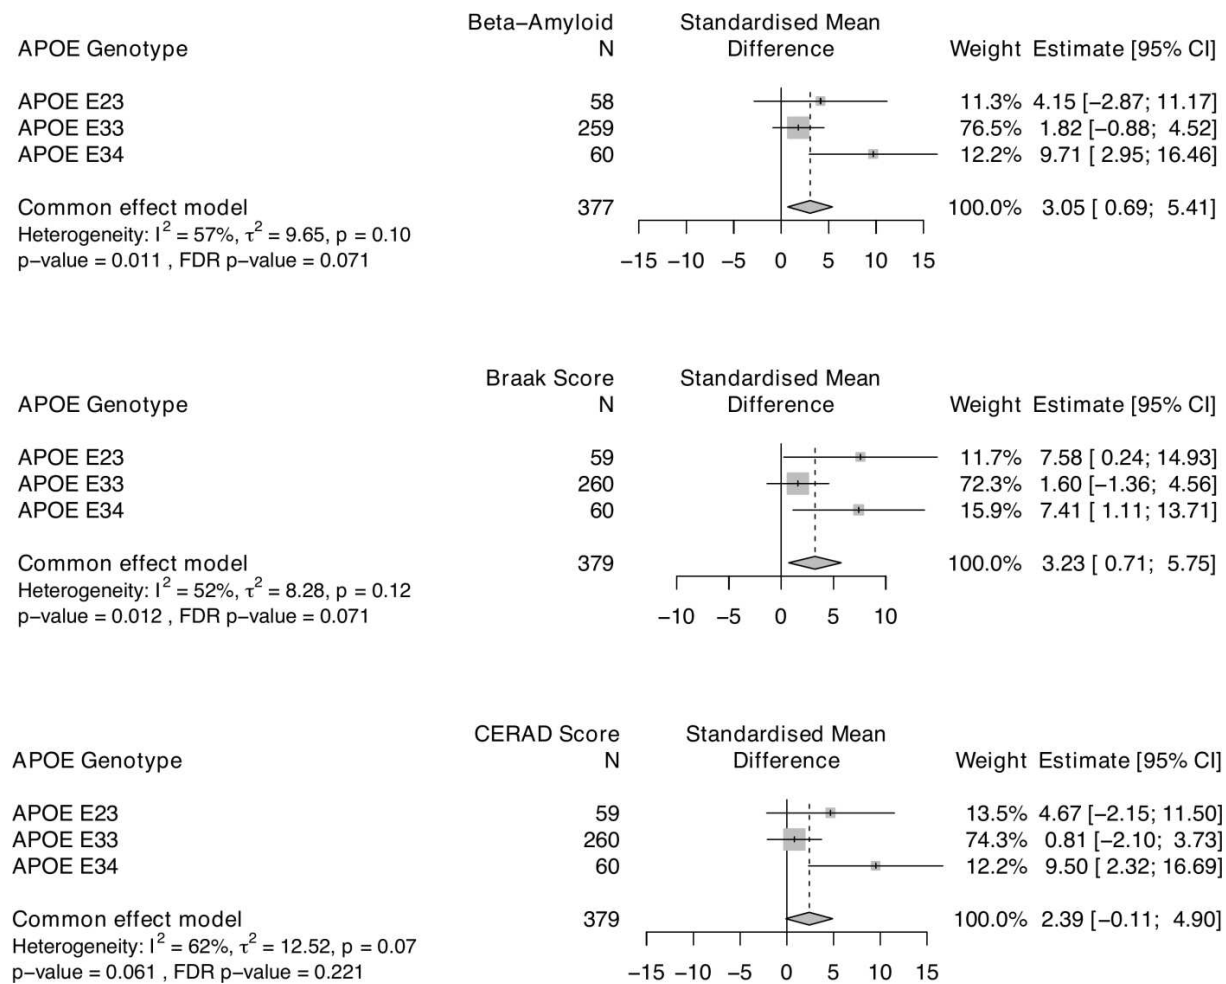 Beta−Amyloid Standardised Mean
APOE Genotype N Difference Weight Estimate [95% CI]
APOE E23 58 11.3% 4.15 [−2.87; 11.17]
APOE E33 259 76.5% 1.82 [−0.88; 4.52]
APOE E34 60 12.2% 9.71 [ 2.95; 16.46]
Common effect model 377 100.0% 3.05 [ 0.69; 5.41]
Heterogeneity: I² = 57%, τ² = 9.65, p = 0.10
p−value = 0.011 , FDR p−value = 0.071
−15 −10 −5 0 5 10 15
Braak Score Standardised Mean
APOE Genotype N Difference Weight Estimate [95% CI]
APOE E23 59 11.7% 7.58 [ 0.24; 14.93]
APOE E33 260 72.3% 1.60 [−1.36; 4.56]
APOE E34 60 15.9% 7.41 [ 1.11; 13.71]
Common effect model 379 100.0% 3.23 [ 0.71; 5.75]
Heterogeneity: I² = 52%, τ² = 8.28, p = 0.12
p−value = 0.012 , FDR p−value = 0.071
−10 −5 0 5 10
CERAD Score Standardised Mean
APOE Genotype N Difference Weight Estimate [95% CI]
APOE E23 59 13.5% 4.67 [−2.15; 11.50]
APOE E33 260 74.3% 0.81 [−2.10; 3.73]
APOE E34 60 12.2% 9.50 [ 2.32; 16.69]
Common effect model 379 100.0% 2.39 [−0.11; 4.90]
Heterogeneity: I² = 62%, τ² = 12.52, p = 0.07
p−value = 0.061 , FDR p−value = 0.221
−15 −10 −5 0 5 10 15